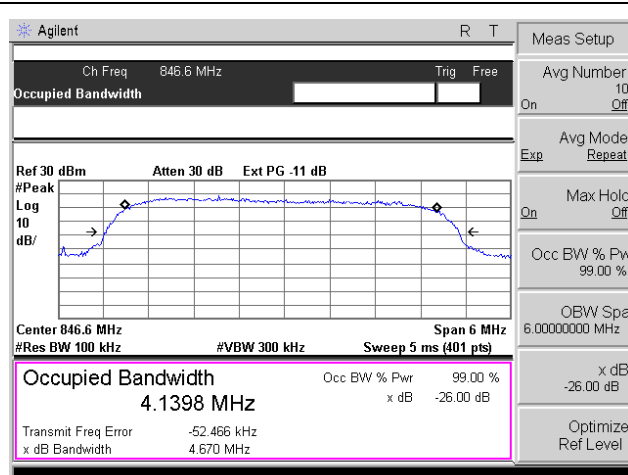 Agilent R T
Ch Freq 846.6 MHz Trig Free
Occupied Bandwidth
Ref 30 dBm Atten 30 dB Ext PG -11 dB
#Peak
Log
10
dB/
Center 846.6 MHz Span 6 MHz
#Res BW 100 kHz #VBW 300 kHz Sweep 5 ms (401 pts)
Occupied Bandwidth Occ BW % Pwr 99.00 %
4.1398 MHz x dB -26.00 dB
Transmit Freq Error -52.466 kHz
x dB Bandwidth 4.670 MHz
Meas Setup
Avg Number
10
On Off
Avg Mode
Exp Repeat
Max Hold
On Off
Occ BW % Pw
99.00 %
OBW Spa
6.00000000 MHz
x dB
-26.00 dB
Optimize
Ref Level